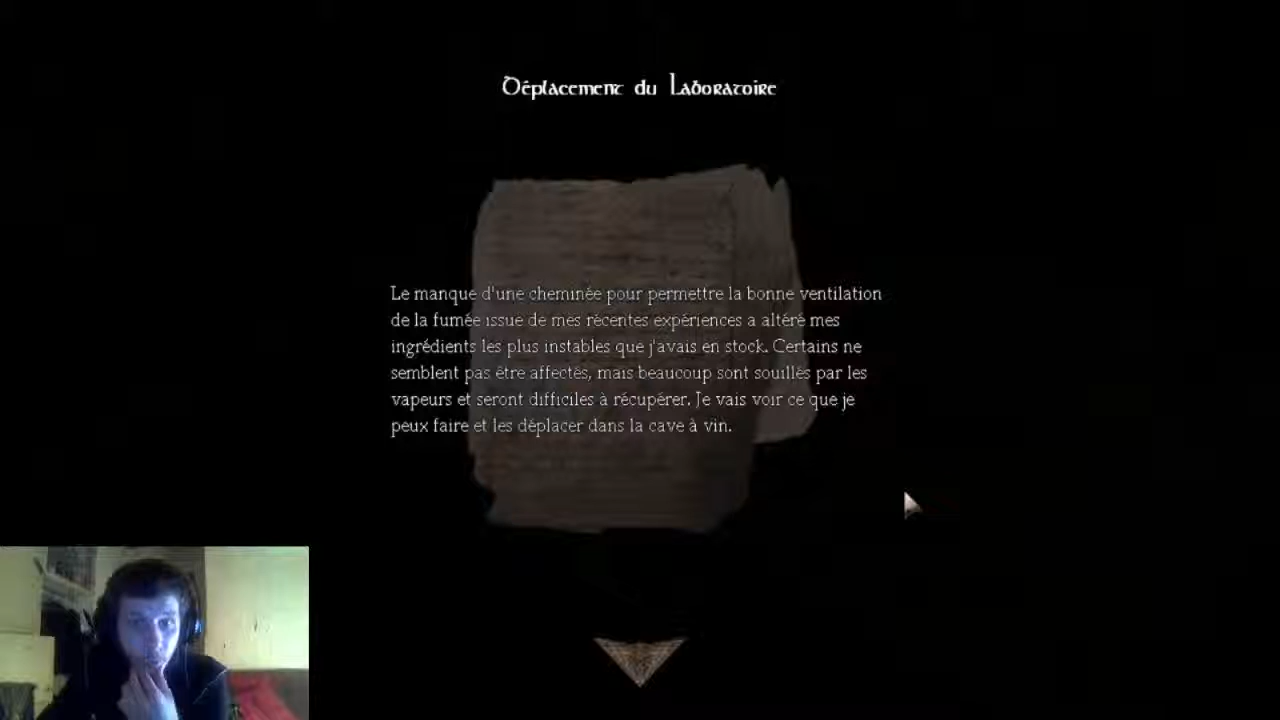 Déplacement du Laboratoire
Le manque d'une cheminée pour permettre la bonne ventilation
de la fumée issue de mes récentes expériences a altéré mes
ingrédients les plus instables que j'avais en stock. Certains ne
semblent pas être affectés, mais beaucoup sont souillés par les
vapeurs et seront difficiles à récupérer. Je vais voir ce que je
peux faire et les déplacer dans la cave à vin.